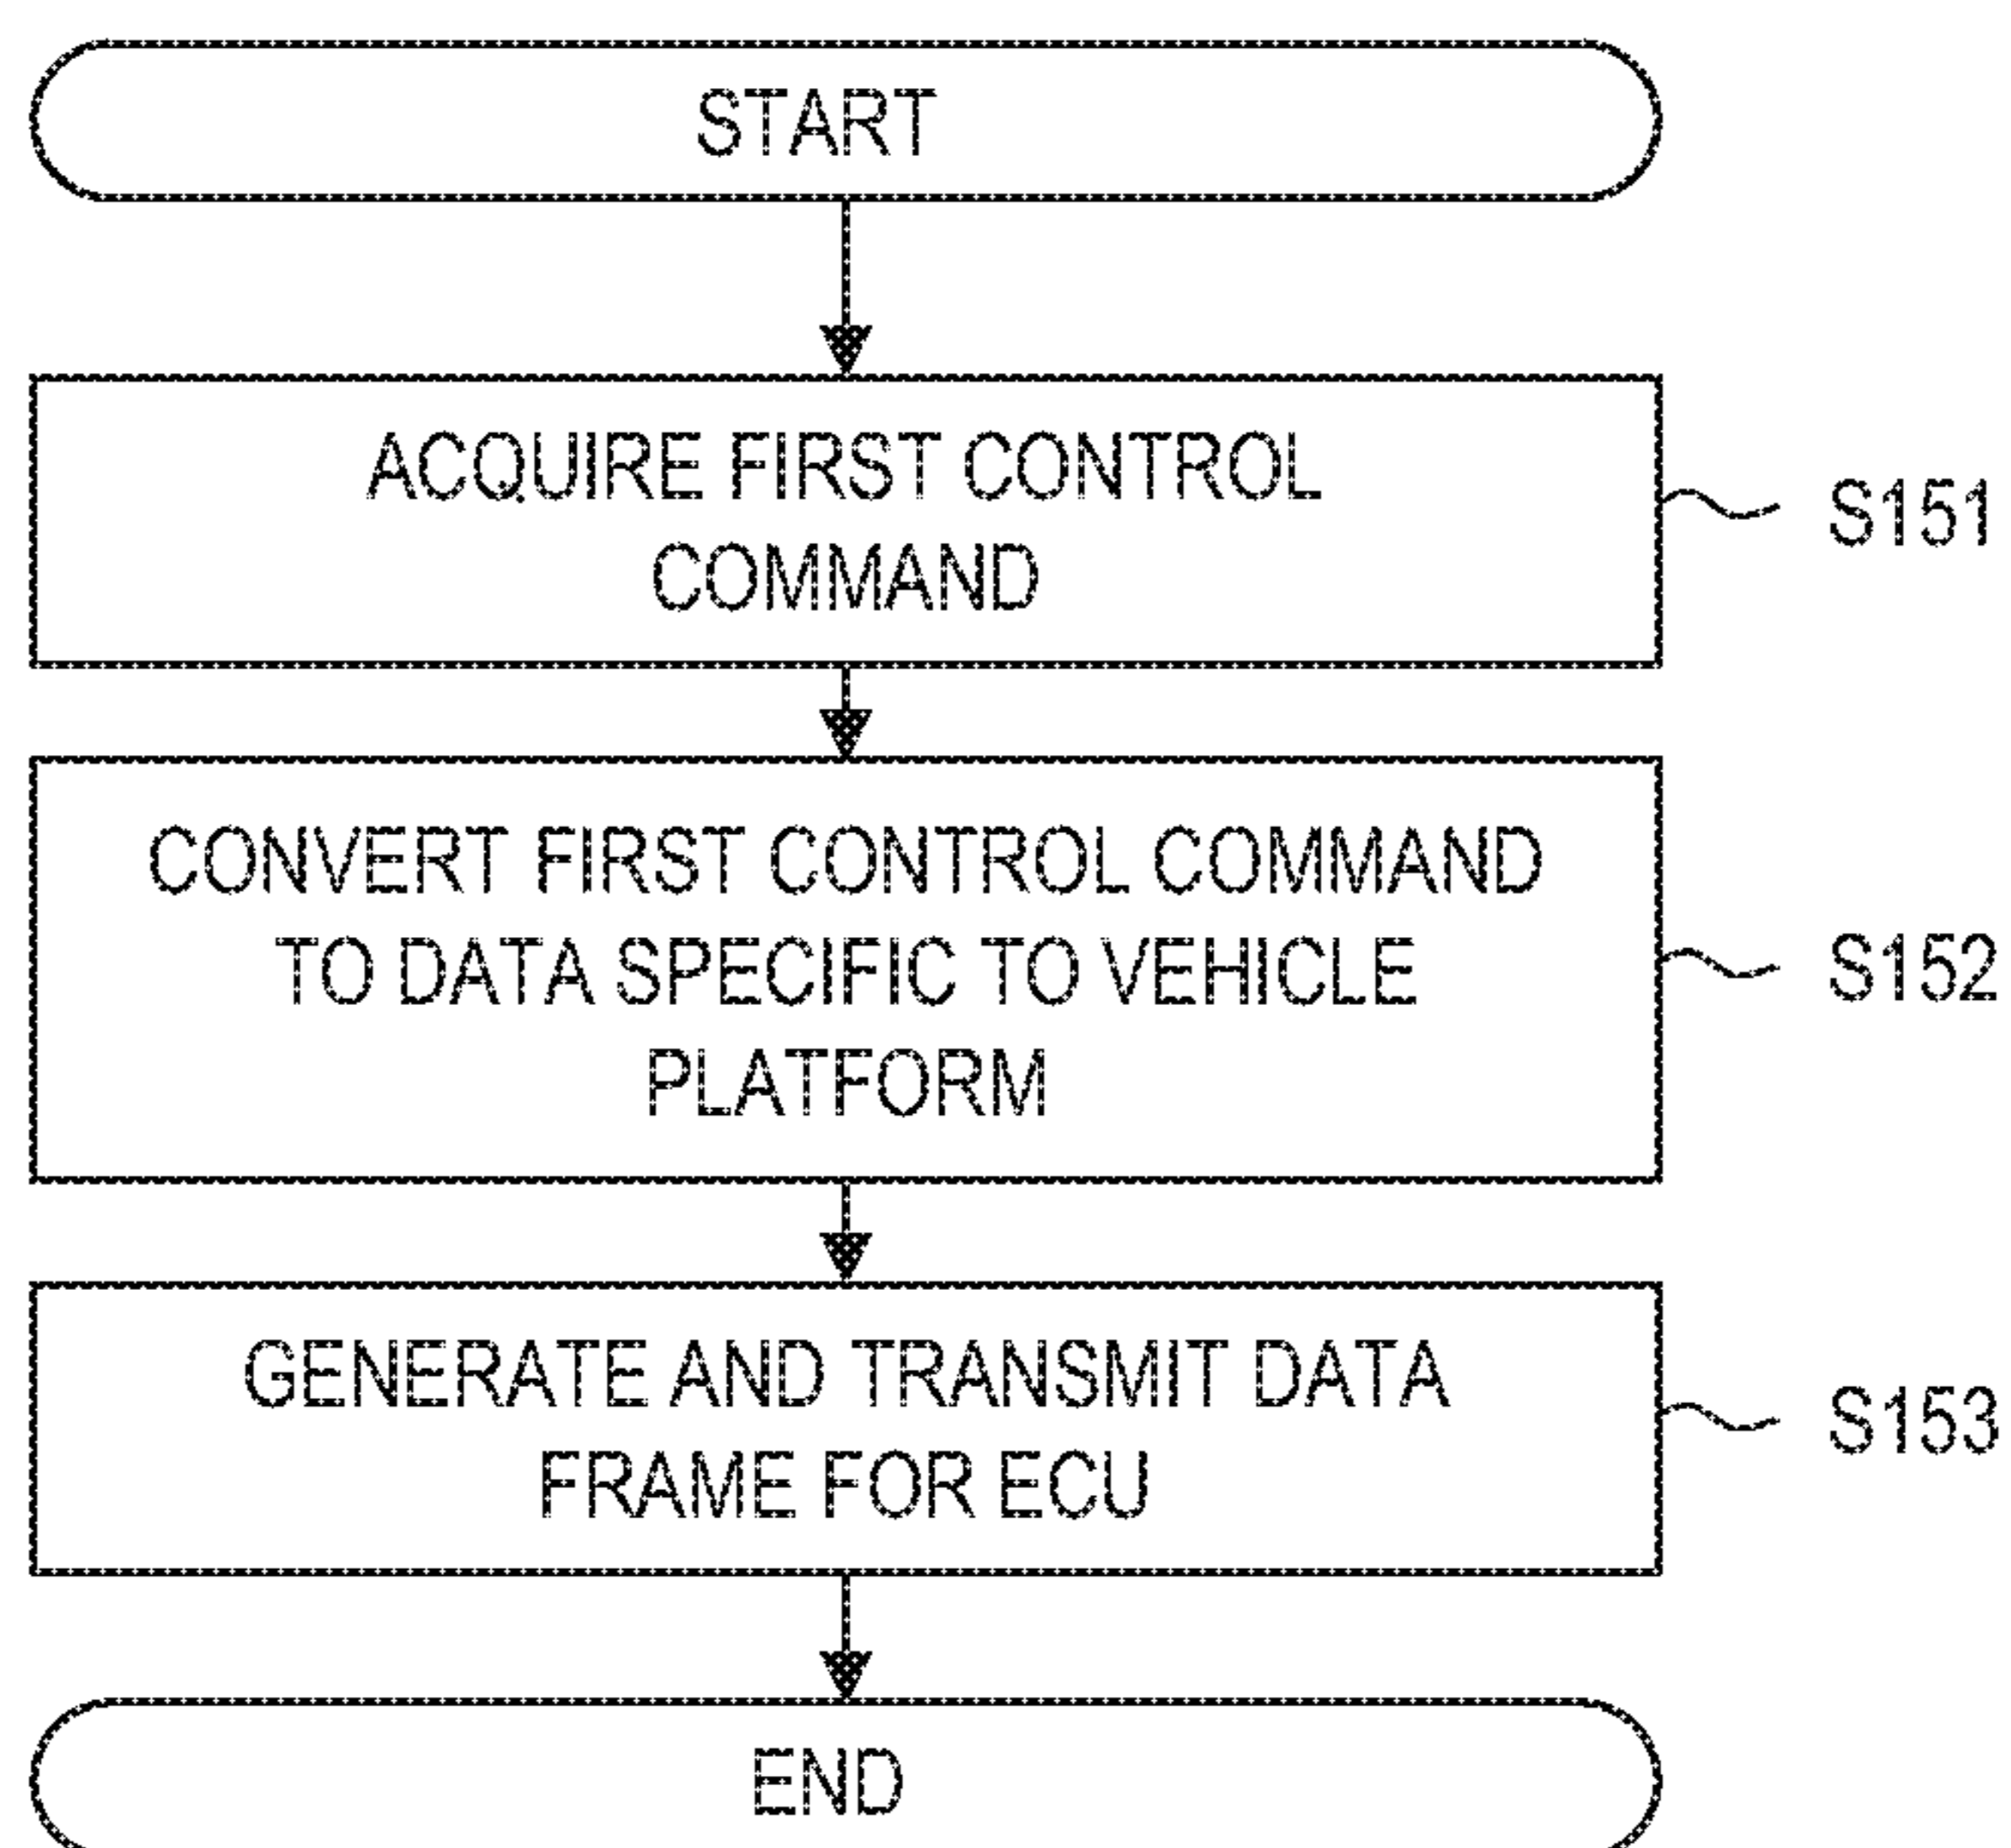 START
ACQUIRE FIRST CONTROL
COMMAND
S151
CONVERT FIRST CONTROL COMMAND
TO DATA SPECIFIC TO VEHICLE
PLATFORM
S152
GENERATE AND TRANSMIT DATA
FRAME FOR ECU
S153
END